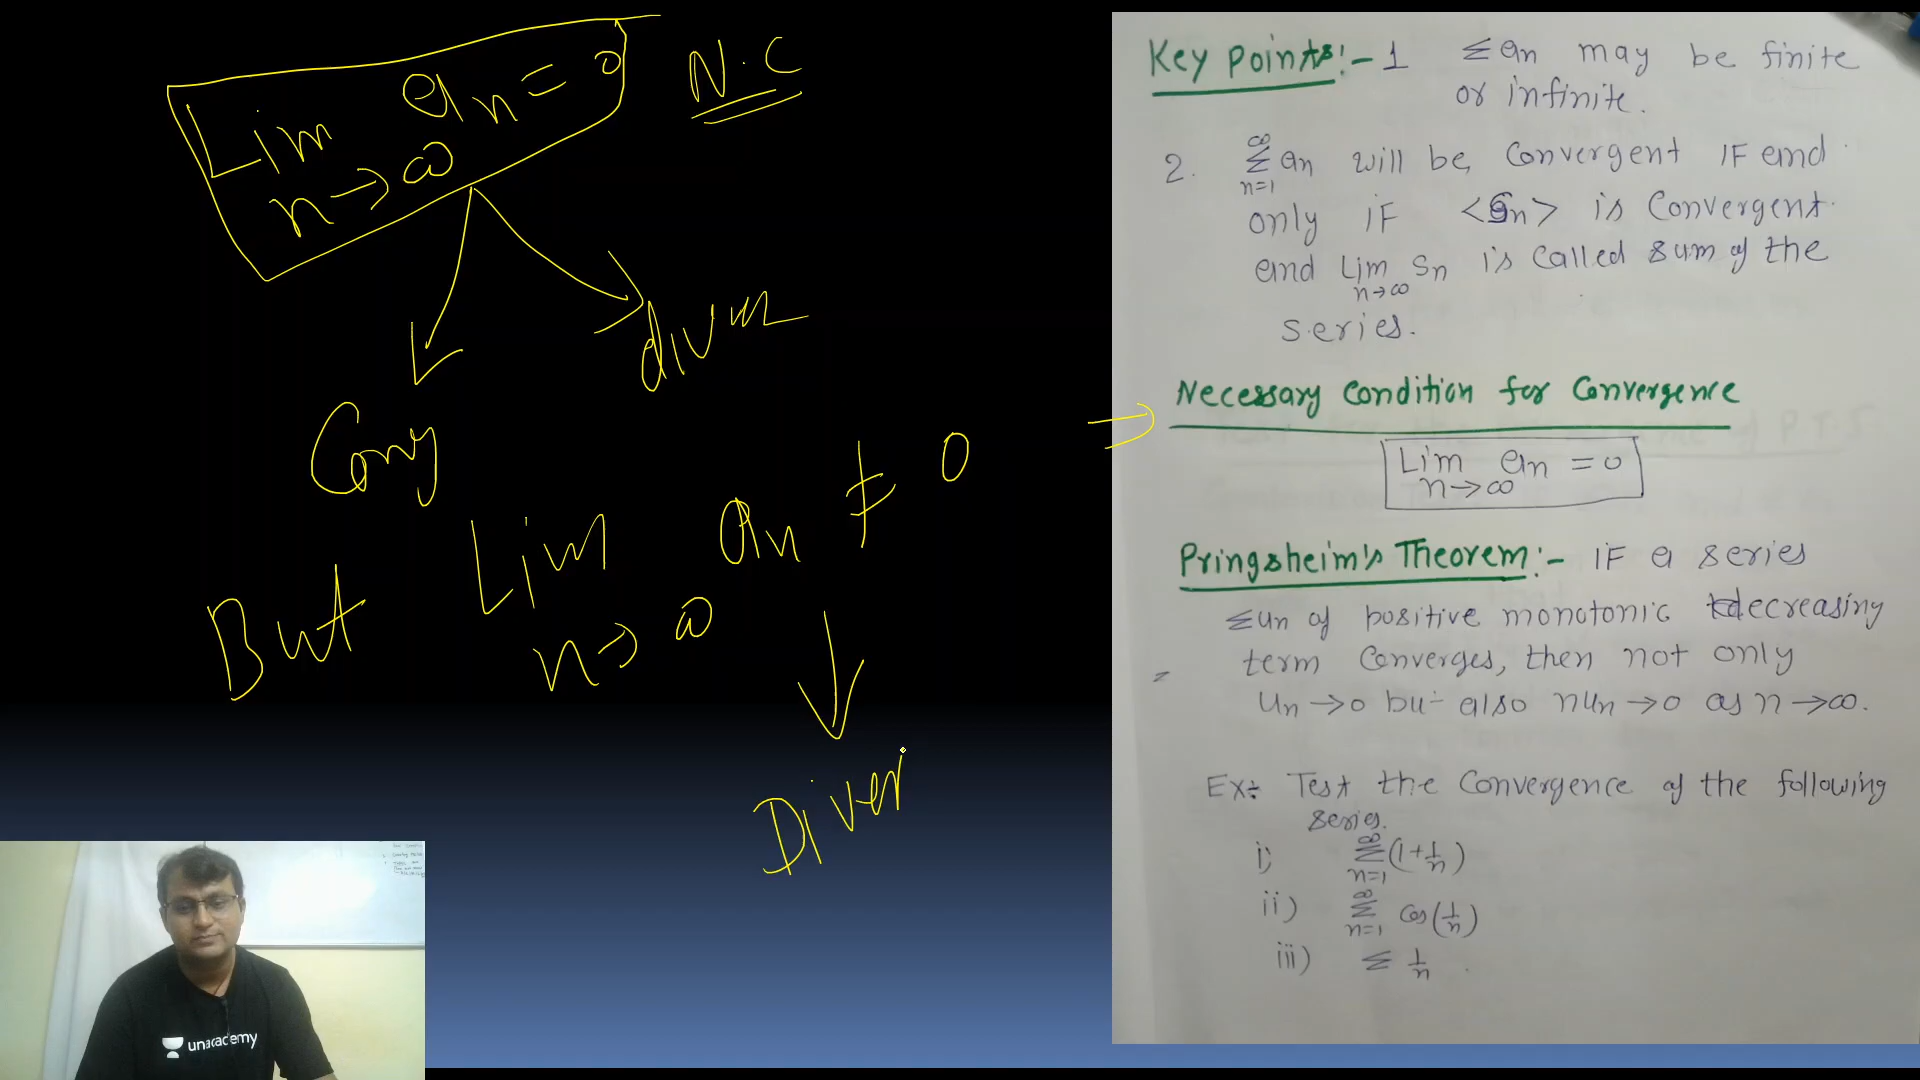 Lim an = 0
n→∞
N.C
Conv
diver
But Lim an ≠ 0
n→∞
Diver
unacademy
Key points:- 1 Σan may be finite
or infinite.
2. ∞
Σ an will be convergent IF and
n=1
only IF <Sn> is convergent.
and Lim Sn is called sum of the
n→∞
series.
Necessary condition for convergence
Lim an = 0
n→∞
Pringsheim's Theorem:- IF a series
Σun of positive monotonic decreasing
term converges, then not only
un→0 but also nun→0 as n→∞.
Ex÷ Test the convergence of the following
series.
i) ∞
Σ (1+1/n)
n=1
ii) ∞
Σ cos(1/n)
n=1
iii) Σ 1/n.